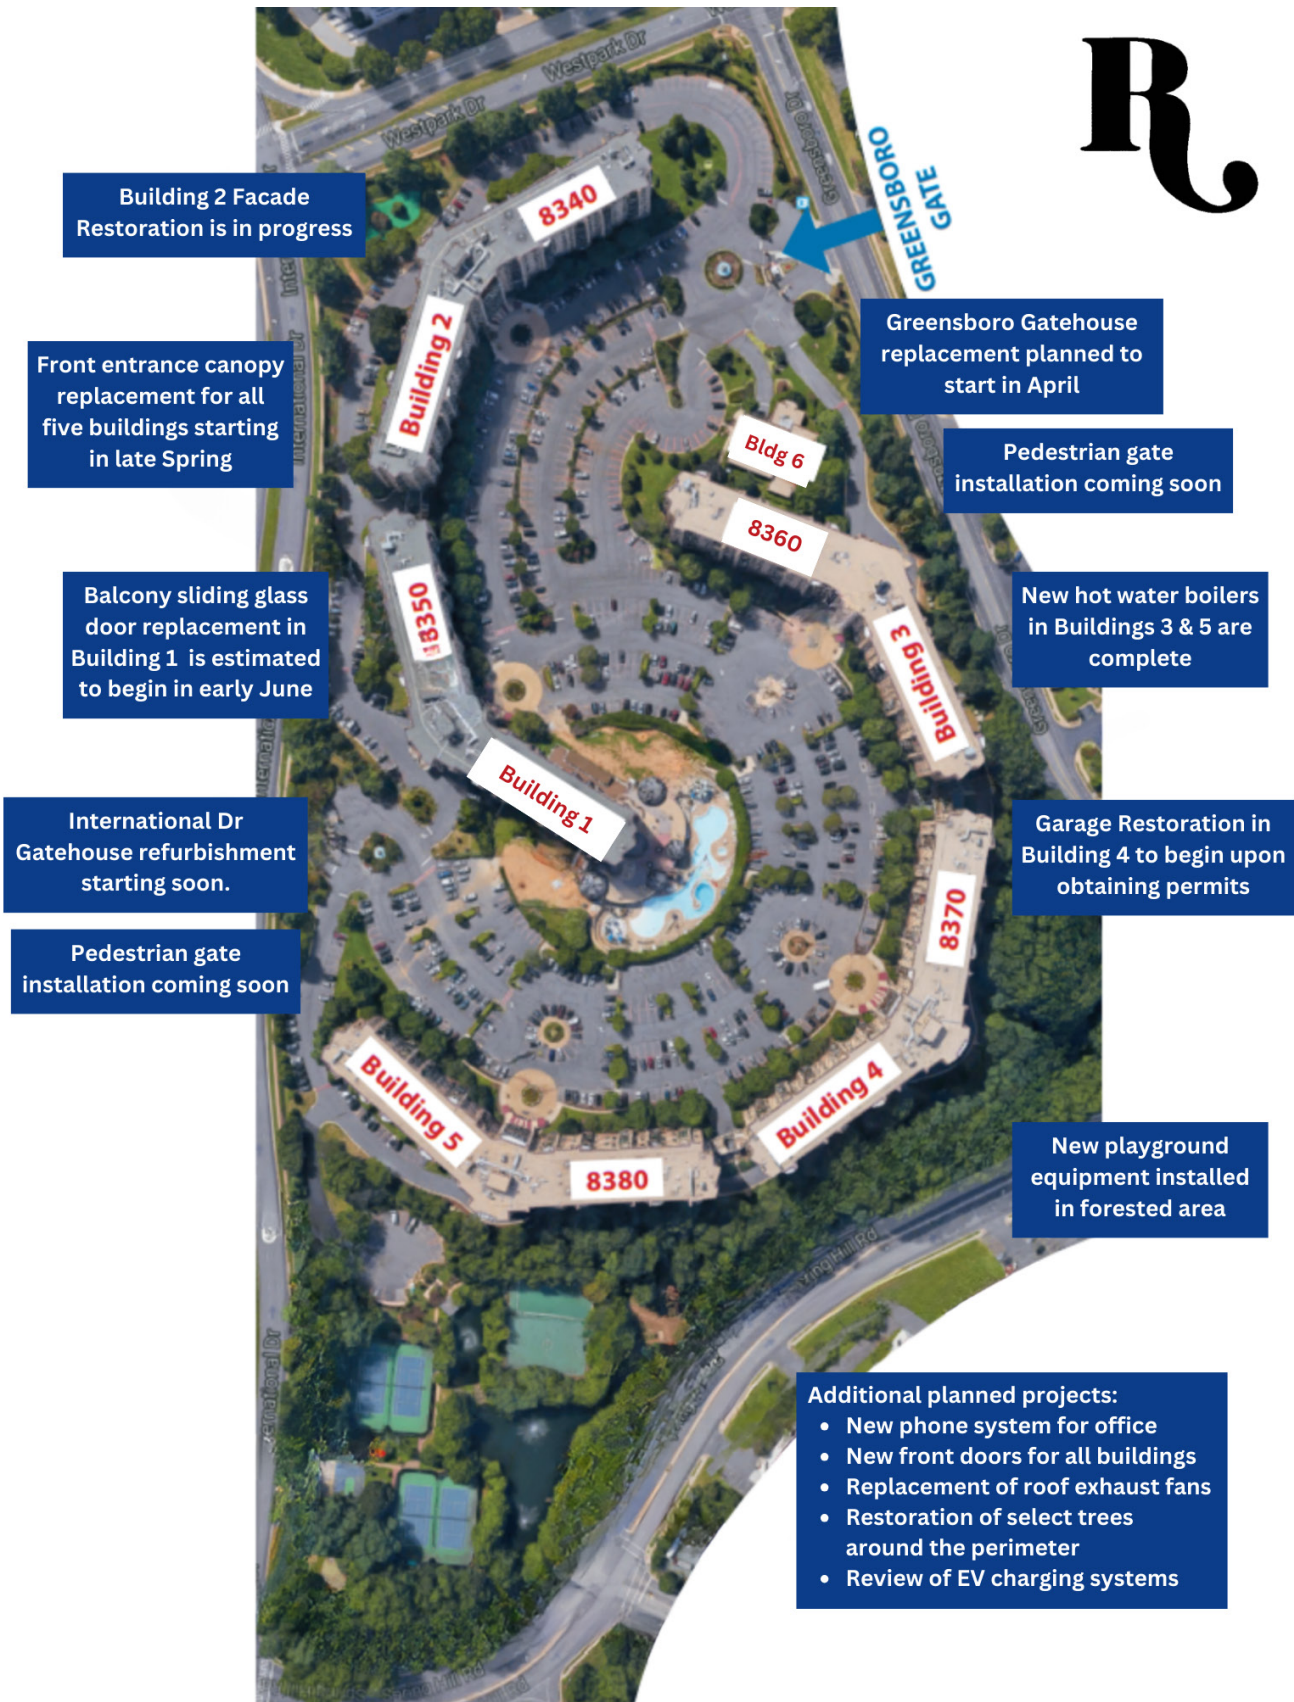 Westpark Dr
Westpark Dr
Greensboro Dr
R
GREENSBORO
GATE
Building 2 Facade
Restoration is in progress
8340
Building 2
Greensboro Gatehouse
replacement planned to
start in April
Front entrance canopy
replacement for all
five buildings starting
in late Spring
International Dr
Pedestrian gate
installation coming soon
Bldg 6
8360
Balcony sliding glass
door replacement in
Building 1 is estimated
to begin in early June
8350
New hot water boilers
in Buildings 3 & 5 are
complete
Building 3
Building 1
International Dr
Gatehouse refurbishment
starting soon.
Garage Restoration in
Building 4 to begin upon
obtaining permits
8370
Pedestrian gate
installation coming soon
Building 5
Building 4
8380
New playground
equipment installed
in forested area
Additional planned projects:
• New phone system for office
• New front doors for all buildings
• Replacement of roof exhaust fans
• Restoration of select trees
around the perimeter
• Review of EV charging systems